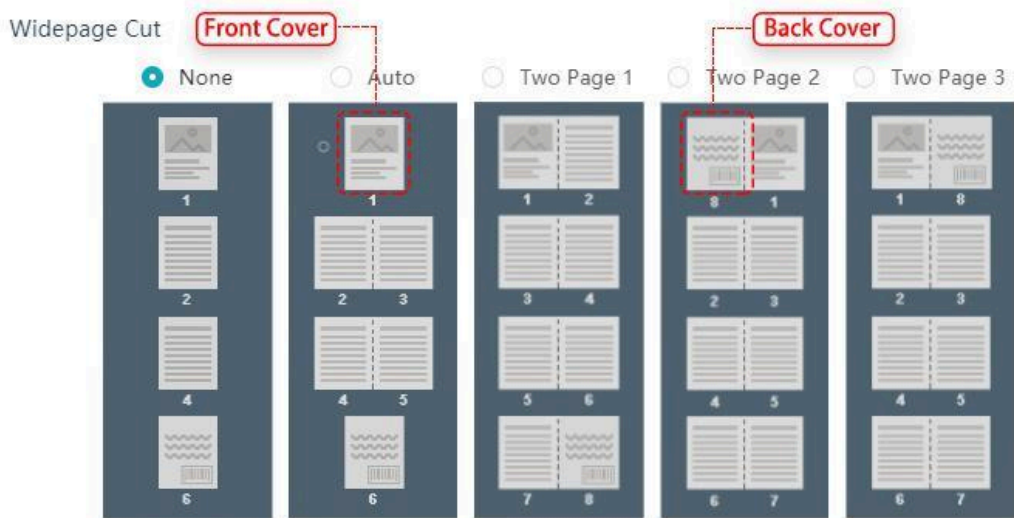 Widepage Cut
Front Cover
Back Cover
None
Auto
Two Page 1
Two Page 2
Two Page 3
1
1
1 2
8 1
1 8
2
2 3
3 4
2 3
2 3
4
4 5
5 6
4 5
4 5
6
6
7 8
6 7
6 7